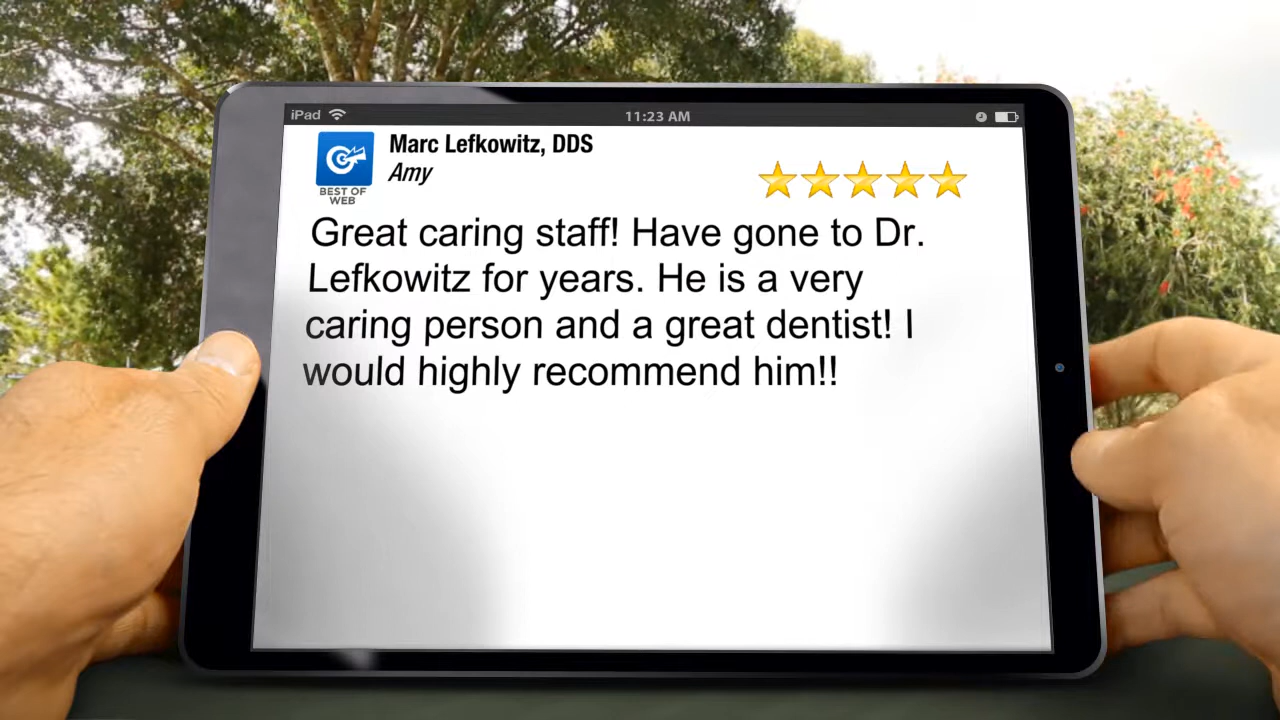 iPad
11:23 AM
Marc Lefkowitz, DDS
Amy
BEST OF
WEB
Great caring staff! Have gone to Dr.
Lefkowitz for years. He is a very
caring person and a great dentist! I
would highly recommend him!!